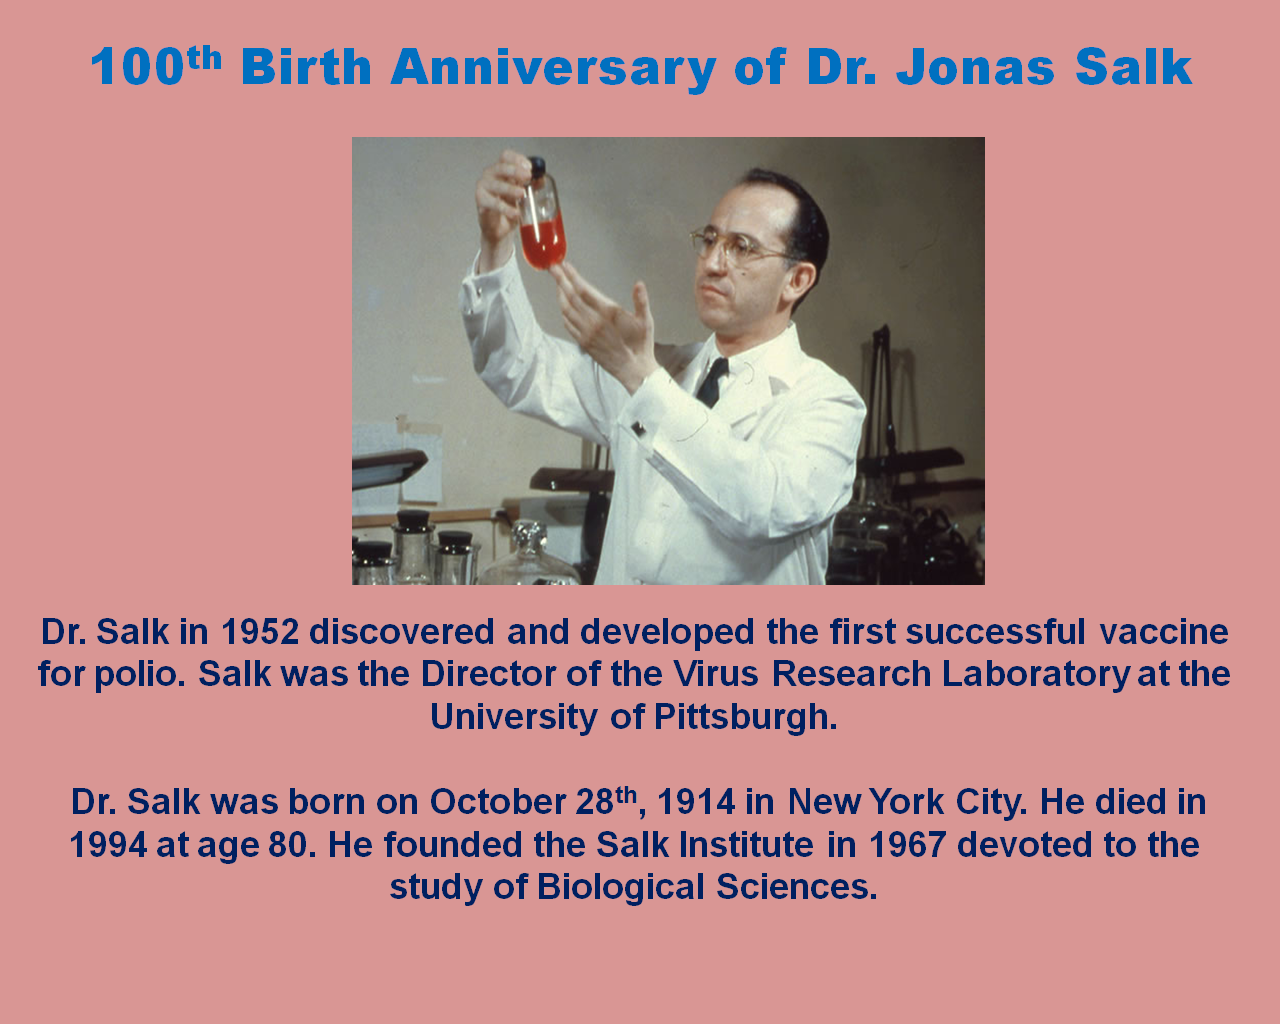 100th Birth Anniversary of Dr. Jonas Salk
Dr. Salk in 1952 discovered and developed the first successful vaccine
for polio. Salk was the Director of the Virus Research Laboratory at the
University of Pittsburgh.
Dr. Salk was born on October 28th, 1914 in New York City. He died in
1994 at age 80. He founded the Salk Institute in 1967 devoted to the
study of Biological Sciences.